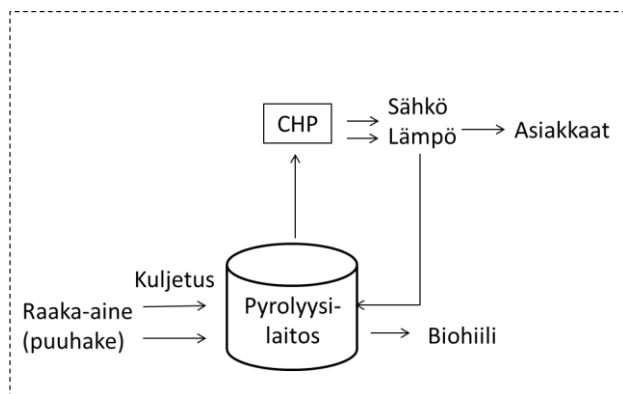 Sähkö
CHP
Lämpö
Asiakkaat
Kuljetus
Raaka-aine
(puuhake)
Pyrolyysi-
laitos
Biohiili